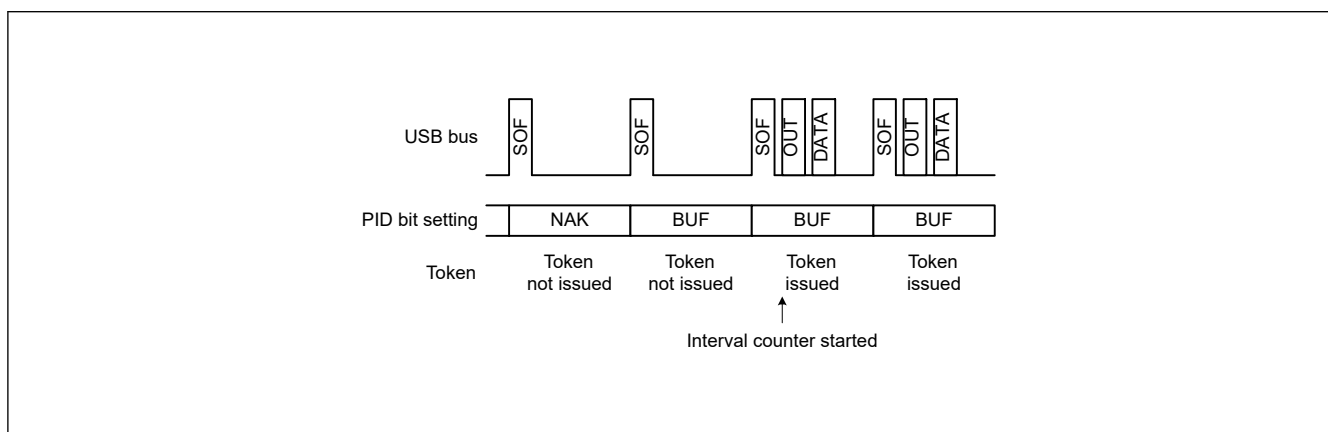 USB bus
SOF SOF SOF OUT DATA SOF OUT DATA
PID bit setting NAK BUF BUF BUF
Token Token not issued Token not issued Token issued Token issued
Interval counter started